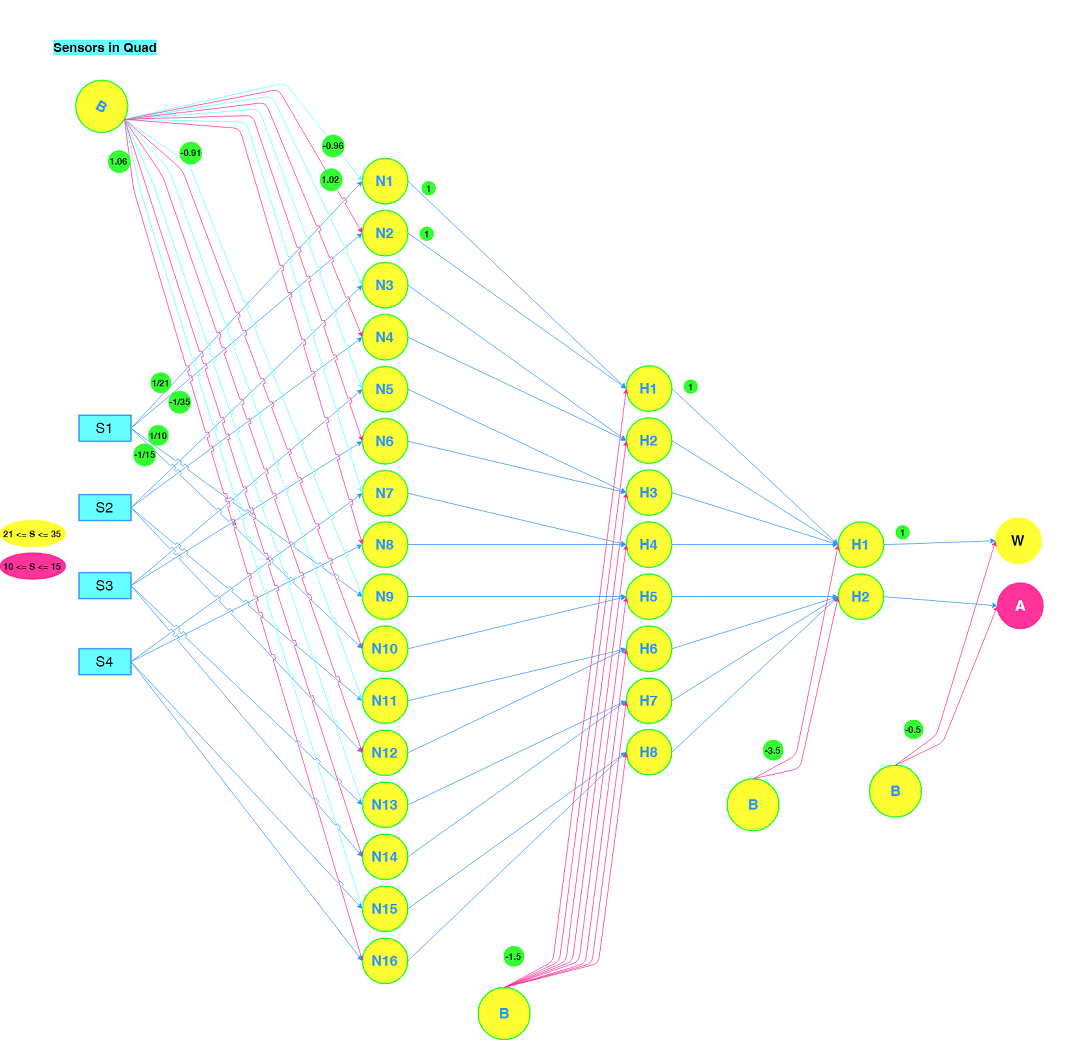 Sensors in Quad
B
1.06
-0.91
-0.96
1.02
N1
1
N2
1
N3
N4
N5
N6
N7
N8
N9
N10
N11
N12
N13
N14
N15
N16
1/21
-1/35
1/10
-1/15
S1
S2
S3
S4
21 <= S <= 35
10 <= S <= 15
H1
1
H2
H3
H4
H5
H6
H7
H8
-1.5
B
H1
1
H2
-3.5
B
W
A
-0.5
B